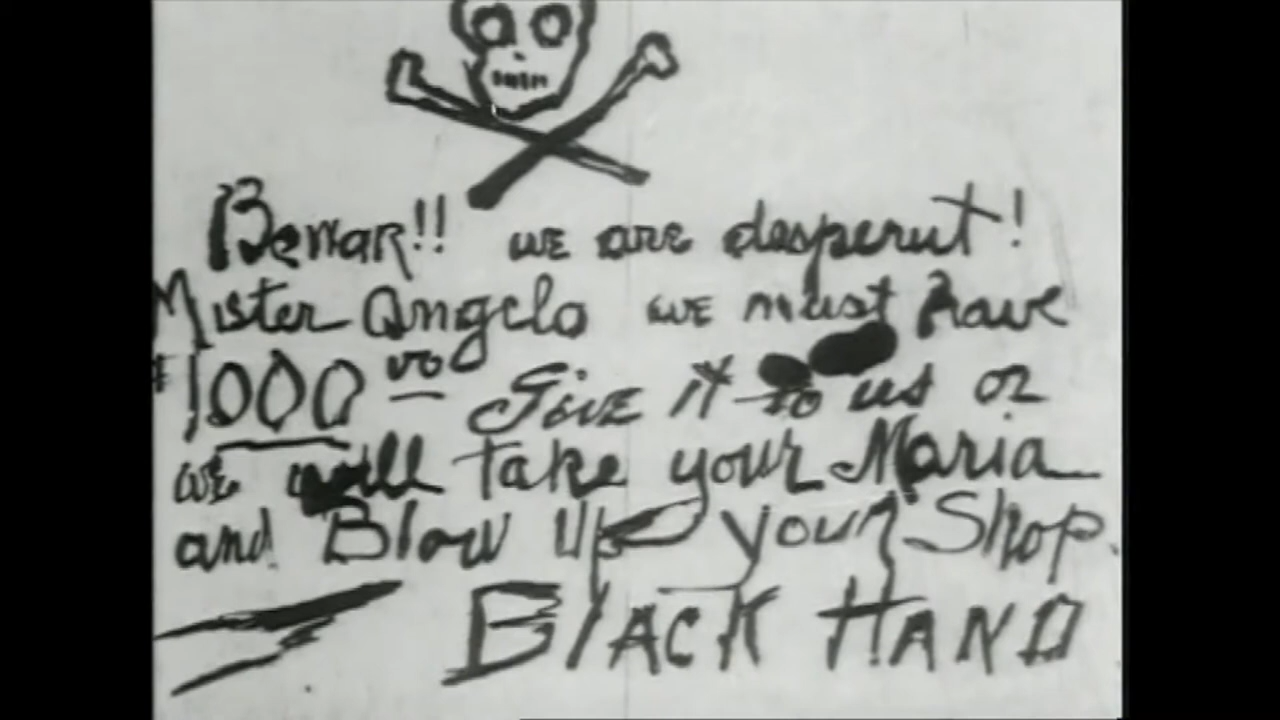 Bewar!! we are desperut!
Mister Angelo we must have
$1000 00 Give it to us or
we will take your Maria
and Blow Up your Shop.
BlACK HAND